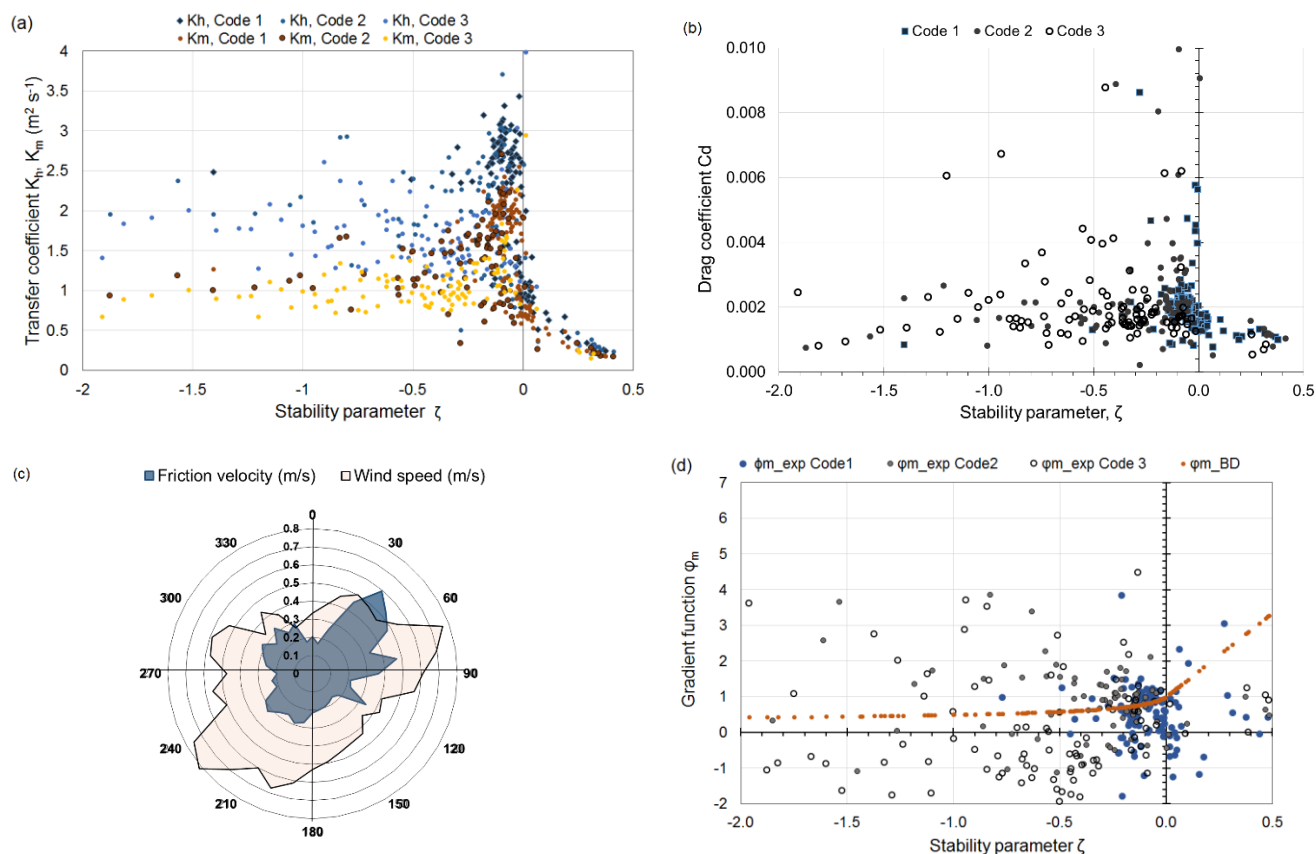 (a)
Kh, Code 1 Kh, Code 2 Kh, Code 3
Km, Code 1 Km, Code 2 Km, Code 3
Transfer coefficient Kₕ, Kₘ (m² s⁻¹)
4
3.5
3
2.5
2
1.5
1
0.5
0
-2 -1.5 -1 -0.5 0 0.5
Stability parameter ζ
(b)
Code 1 Code 2 Code 3
Drag coefficient Cd
0.010
0.008
0.006
0.004
0.002
0.000
-2.0 -1.5 -1.0 -0.5 0.0 0.5
Stability parameter, ζ
(c)
Friction velocity (m/s) Wind speed (m/s)
0
30
60
90
120
150
180
210
240
270
300
330
0.8
0.7
0.6
0.5
0.4
0.3
0.2
0.1
0
(d)
ϕm_exp Code1 φm_exp Code2 φm_exp Code 3 φm_BD
Gradient function φₘ
7
6
5
4
3
2
1
0
-1
-2
-2.0 -1.5 -1.0 -0.5 0.0 0.5
Stability parameter ζ